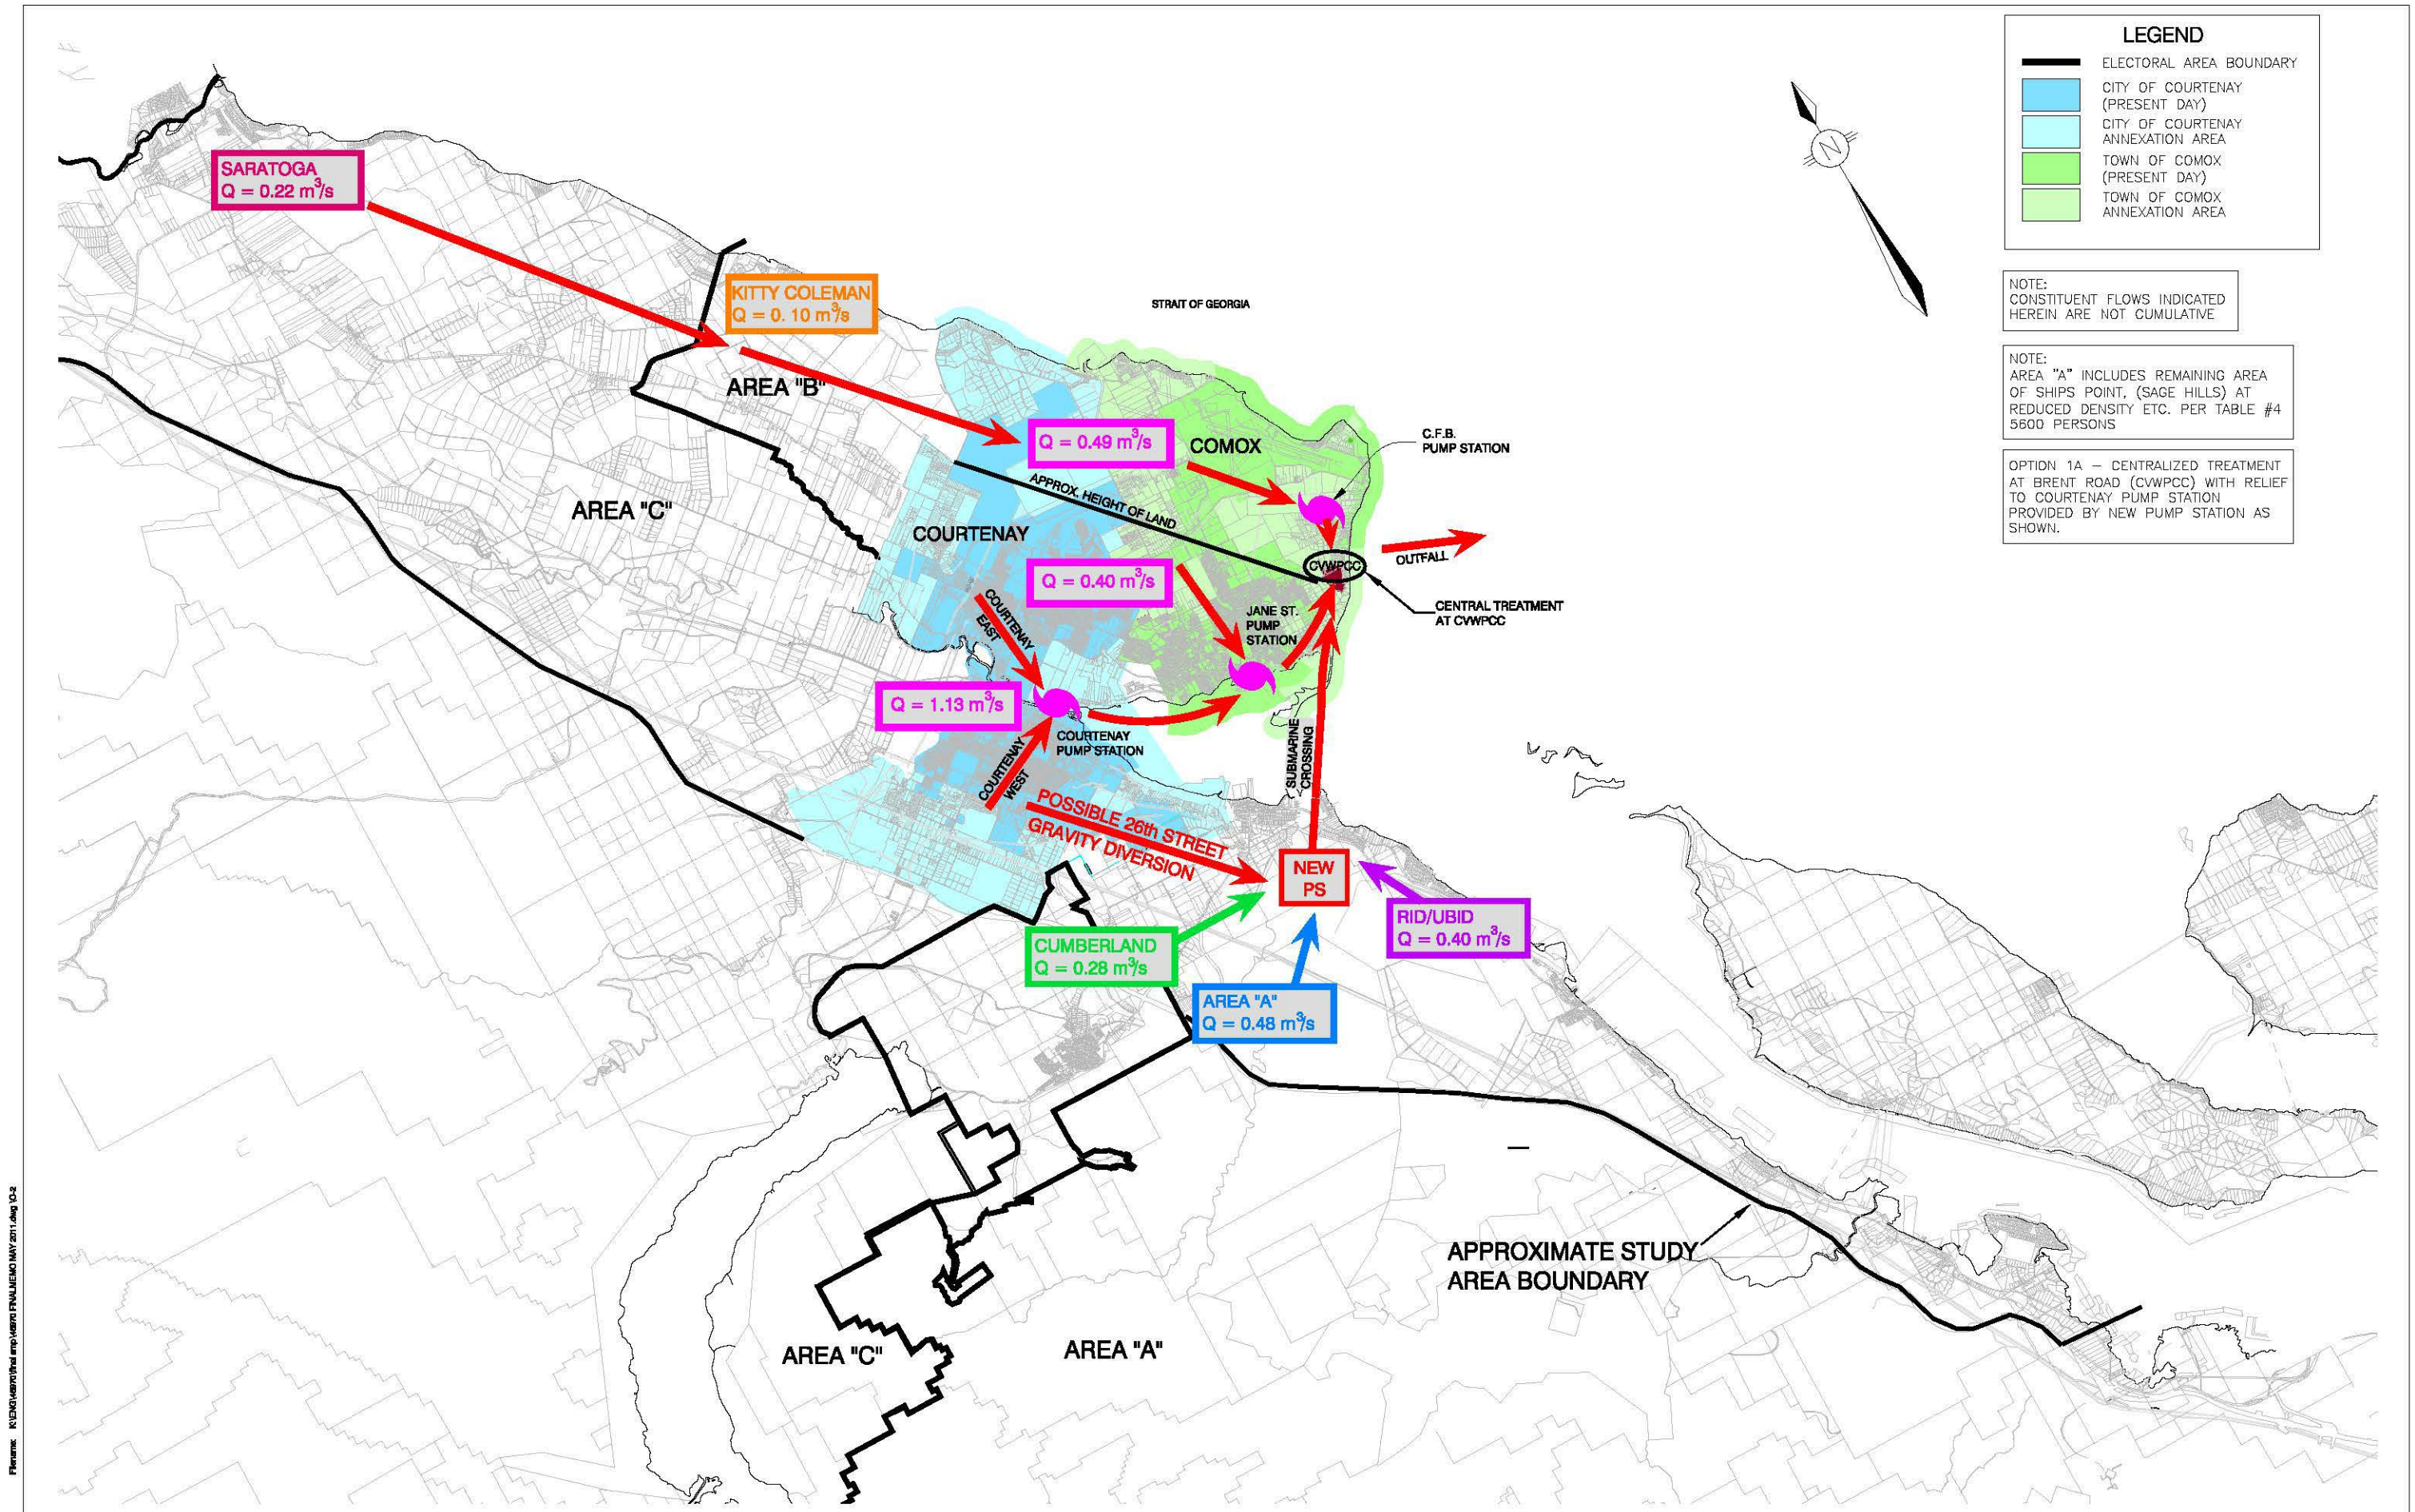 LEGEND
ELECTORAL AREA BOUNDARY
CITY OF COURTENAY
(PRESENT DAY)
CITY OF COURTENAY
ANNEXATION AREA
TOWN OF COMOX
(PRESENT DAY)
TOWN OF COMOX
ANNEXATION AREA
NOTE:
CONSTITUENT FLOWS INDICATED
HEREIN ARE NOT CUMULATIVE
NOTE:
AREA "A" INCLUDES REMAINING AREA
OF SHIPS POINT, (SAGE HILLS) AT
REDUCED DENSITY ETC. PER TABLE #4
5600 PERSONS
OPTION 1A – CENTRALIZED TREATMENT
AT BRENT ROAD (CVWPCC) WITH RELIEF
TO COURTENAY PUMP STATION
PROVIDED BY NEW PUMP STATION AS
SHOWN.
N
SARATOGA
Q = 0.22 m³/s
KITTY COLEMAN
Q = 0. 10 m³/s
STRAIT OF GEORGIA
AREA "B"
Q = 0.49 m³/s
COMOX
C.F.B.
PUMP STATION
APPROX. HEIGHT OF LAND
AREA "C"
COURTENAY
CVWPCC
OUTFALL
Q = 0.40 m³/s
COURTENAY
EAST
JANE ST.
PUMP
STATION
CENTRAL TREATMENT
AT CVWPCC
Q = 1.13 m³/s
COURTENAY
PUMP STATION
COURTENAY
WEST
SUBMARINE
CROSSING
POSSIBLE 26th STREET
GRAVITY DIVERSION
NEW
PS
RID/UBID
Q = 0.40 m³/s
CUMBERLAND
Q = 0.28 m³/s
AREA "A"
Q = 0.48 m³/s
APPROXIMATE STUDY
AREA BOUNDARY
AREA "C"
AREA "A"
Filename: